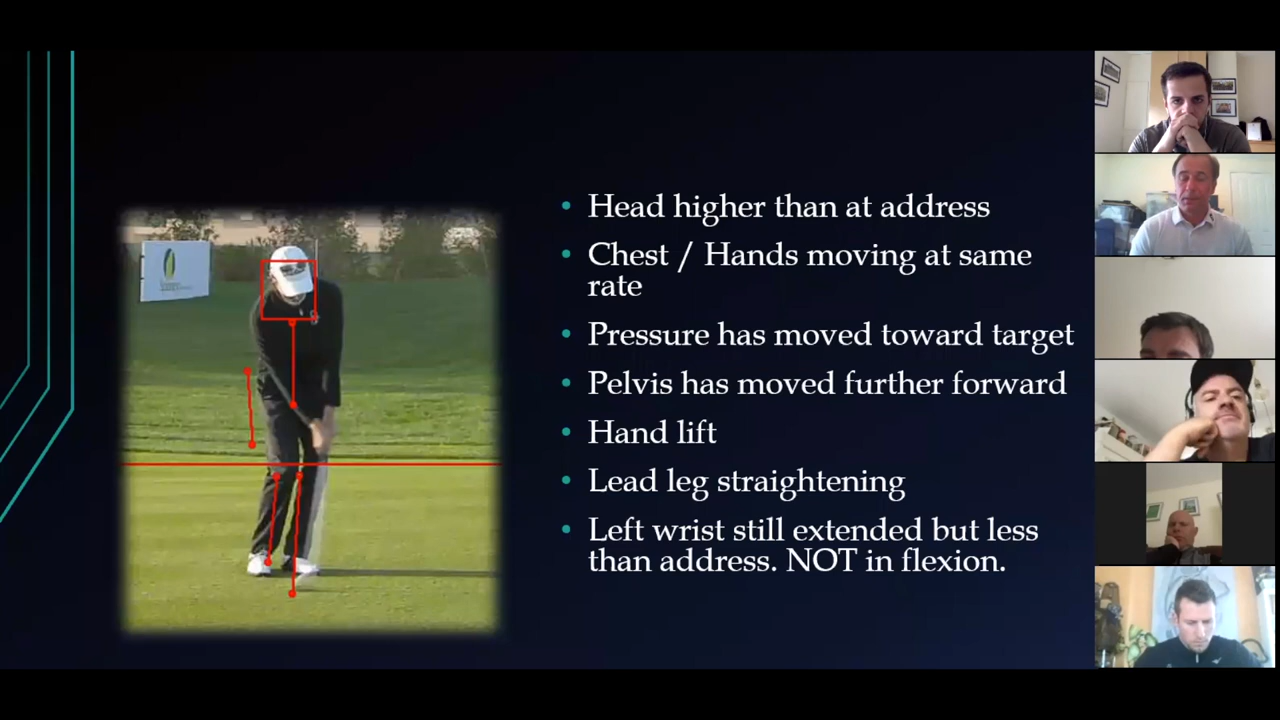 Head higher than at address
Chest / Hands moving at same
rate
Pressure has moved toward target
Pelvis has moved further forward
Hand lift
Lead leg straightening
Left wrist still extended but less
than address. NOT in flexion.